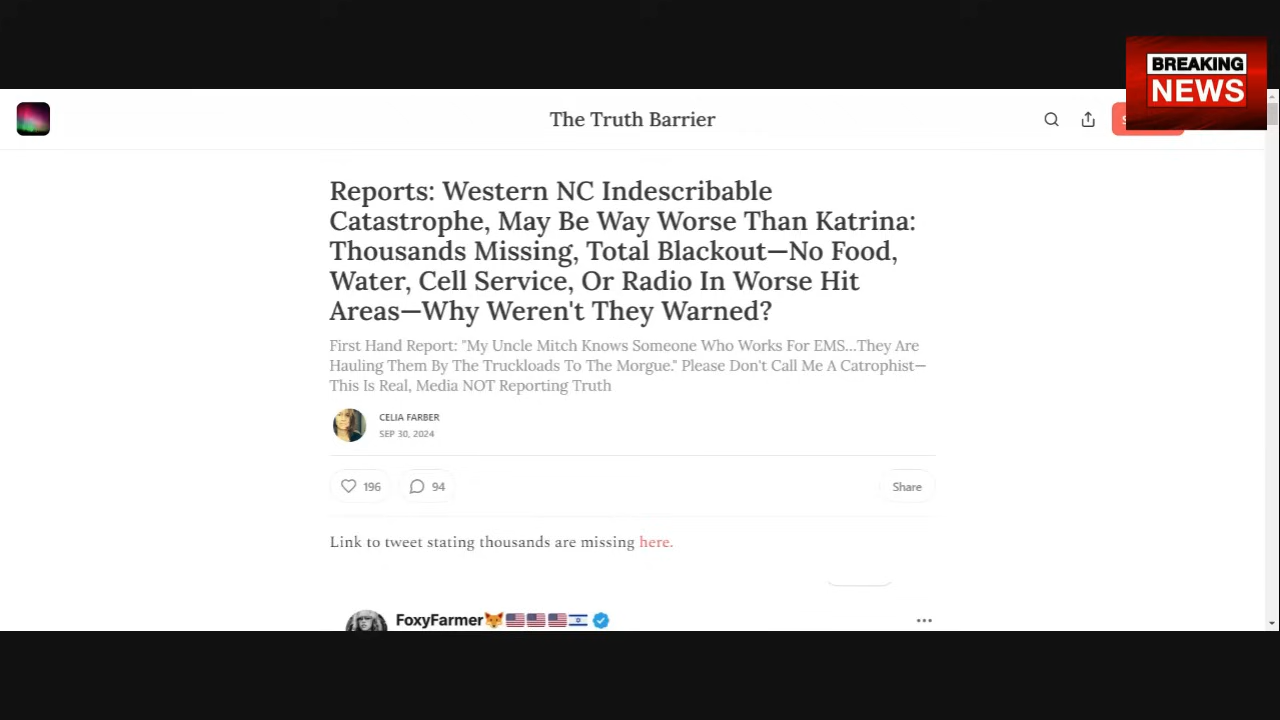 BREAKING
NEWS
The Truth Barrier
Reports: Western NC Indescribable
Catastrophe, May Be Way Worse Than Katrina:
Thousands Missing, Total Blackout—No Food,
Water, Cell Service, Or Radio In Worse Hit
Areas—Why Weren't They Warned?
First Hand Report: "My Uncle Mitch Knows Someone Who Works For EMS...They Are
Hauling Them By The Truckloads To The Morgue." Please Don't Call Me A Catrophist—
This Is Real, Media NOT Reporting Truth
CELIA FARBER
SEP 30, 2024
196 94 Share
Link to tweet stating thousands are missing here.
FoxyFarmer🦊🇺🇸🇺🇸🇺🇸🇮🇱